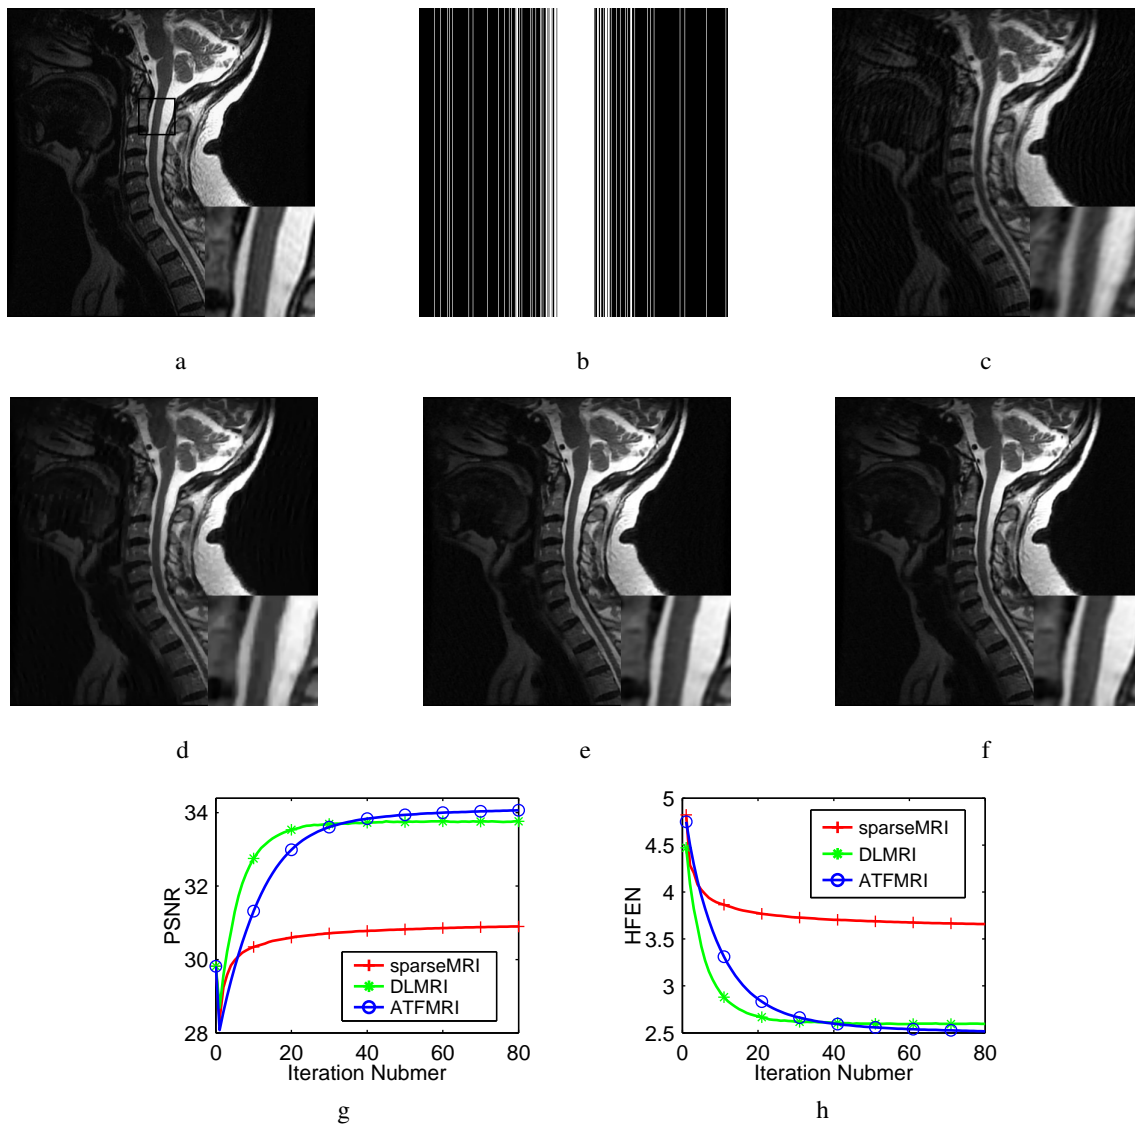 a
b
c
d
e
f
34
32
30
28
PSNR
sparseMRI
DLMRI
ATFMRI
0 20 40 60 80
Iteration Nubmer
g
5
4.5
4
3.5
3
2.5
HFEN
sparseMRI
DLMRI
ATFMRI
0 20 40 60 80
Iteration Nubmer
h